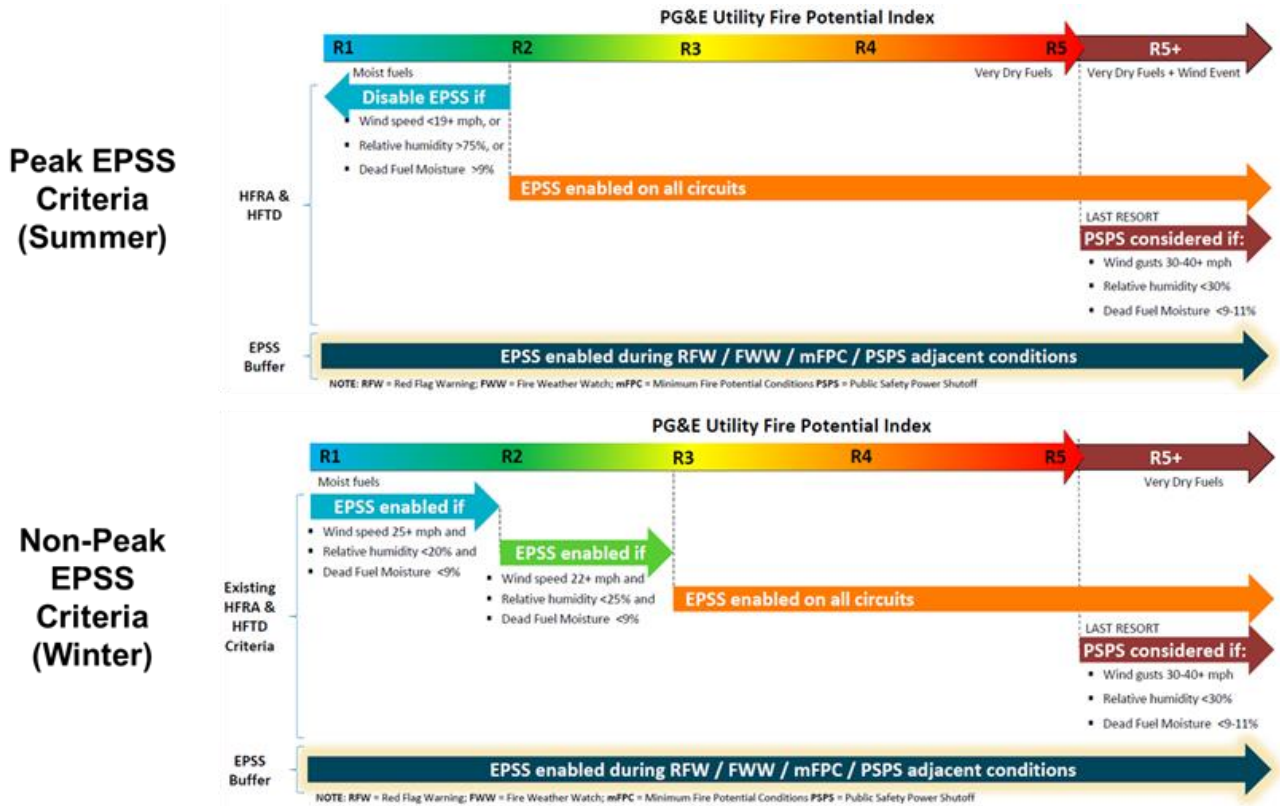 PG&E Utility Fire Potential Index
R1 R2 R3 R4 R5 R5+
Moist fuels Very Dry Fuels Very Dry Fuels + Wind Event
Disable EPSS if
▪ Wind speed <19+ mph, or
▪ Relative humidity >75%, or
▪ Dead Fuel Moisture >9%
Peak EPSS
Criteria
(Summer)
HFRA &
HFTD
EPSS enabled on all circuits
LAST RESORT
PSPS considered if:
▪ Wind gusts 30-40+ mph
▪ Relative humidity <30%
▪ Dead Fuel Moisture <9-11%
EPSS
Buffer
EPSS enabled during RFW / FWW / mFPC / PSPS adjacent conditions
NOTE: RFW = Red Flag Warning; FWW = Fire Weather Watch; mFPC = Minimum Fire Potential Conditions PSPS = Public Safety Power Shutoff
PG&E Utility Fire Potential Index
R1 R2 R3 R4 R5 R5+
Moist fuels Very Dry Fuels
EPSS enabled if
▪ Wind speed 25+ mph and
▪ Relative humidity <20% and
▪ Dead Fuel Moisture <9%
EPSS enabled if
▪ Wind speed 22+ mph and
▪ Relative humidity <25% and
▪ Dead Fuel Moisture <9%
Non-Peak
EPSS
Criteria
(Winter)
Existing
HFRA &
HFTD
Criteria
EPSS enabled on all circuits
LAST RESORT
PSPS considered if:
▪ Wind gusts 30-40+ mph
▪ Relative humidity <30%
▪ Dead Fuel Moisture <9-11%
EPSS
Buffer
EPSS enabled during RFW / FWW / mFPC / PSPS adjacent conditions
NOTE: RFW = Red Flag Warning; FWW = Fire Weather Watch; mFPC = Minimum Fire Potential Conditions PSPS = Public Safety Power Shutoff